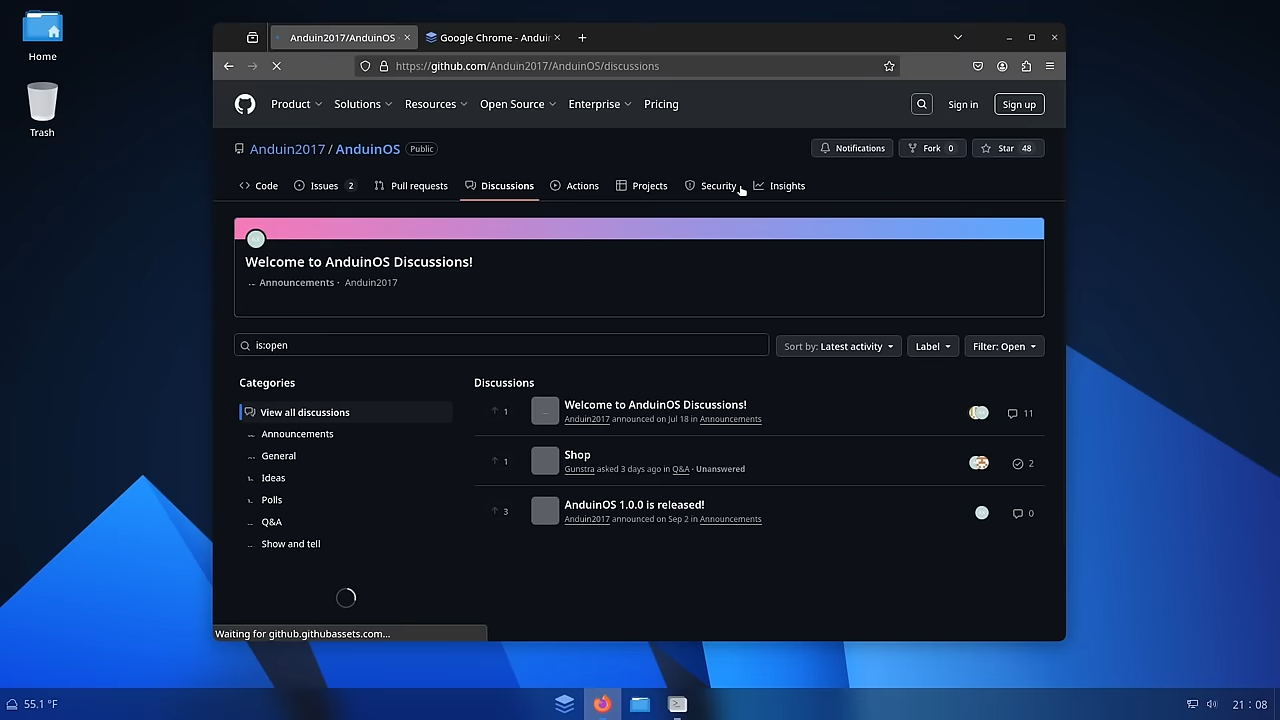 Home
Trash
Anduin2017/AnduinOS
Google Chrome - Anduin
https://github.com/Anduin2017/AnduinOS/discussions
Product Solutions Resources Open Source Enterprise Pricing
Sign in Sign up
Anduin2017 / AnduinOS Public
Notifications Fork 0 Star 48
Code Issues 2 Pull requests Discussions Actions Projects Security Insights
Welcome to AnduinOS Discussions!
Announcements · Anduin2017
is:open
Sort by: Latest activity Label Filter: Open
Categories
View all discussions
Announcements
General
Ideas
Polls
Q&A
Show and tell
Discussions
1 Welcome to AnduinOS Discussions! 11
Anduin2017 announced on Jul 18 in Announcements
1 Shop 2
Gunstra asked 3 days ago in Q&A · Unanswered
3 AnduinOS 1.0.0 is released! 0
Anduin2017 announced on Sep 2 in Announcements
Waiting for github.githubassets.com...
55.1 °F
21 : 08